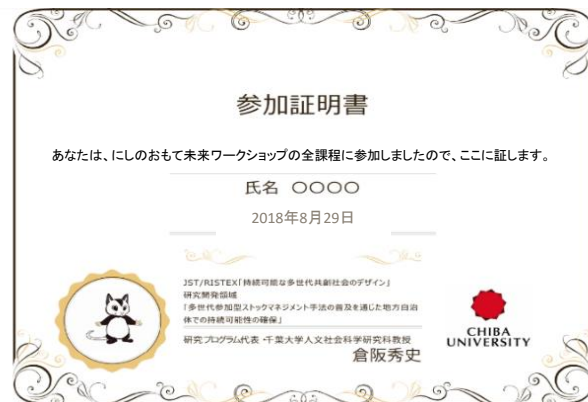 参加証明書
あなたは、にしのおもて未来ワークショップの全課程に参加しましたので、ここに証します。
氏名 〇〇〇〇
2018年8月29日
JST/RISTEX「持続可能な多世代共創社会のデザイン」
研究開発領域
「多世代参加型ストックマネジメント手法の普及を通じた地方自治
体での持続可能性の確保」
研究プログラム代表・千葉大学人文社会科学研究科教授
倉阪秀史
CHIBA
UNIVERSITY